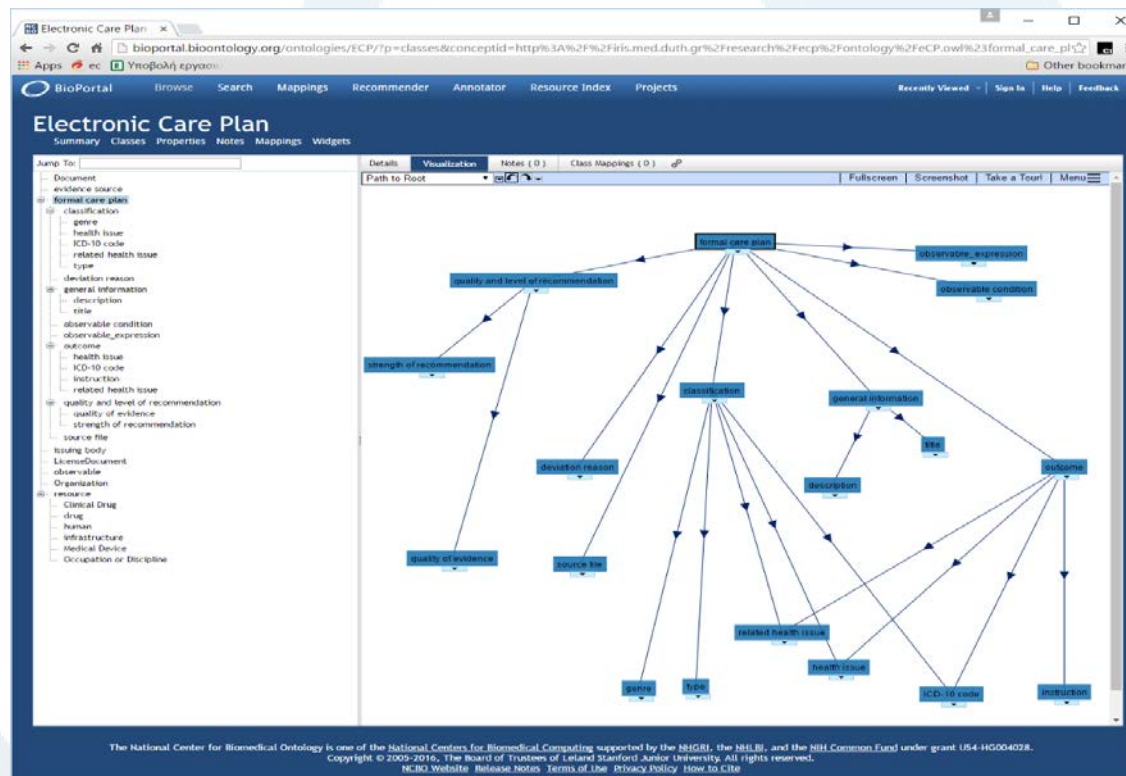 Electronic Care Plan
bioportal.bioontology.org/ontologies/ECP/?p=classes&conceptid=http%3A%2F%2Firis.med.duth.gr%2Fresearch%2Fecp%2Fontology%2FeCP.owl%23formal_care_pl
Apps ec Υποβολή εργασι Other bookmar
BioPortal Browse Search Mappings Recommender Annotator Resource Index Projects Recently Viewed Sign In Help Feedback
Electronic Care Plan
Summary Classes Properties Notes Mappings Widgets
Jump To:
Details Visualization Notes ( 0 ) Class Mappings ( 0 )
Path to Root Fullscreen Screenshot Take a Tour! Menu
Document
evidence source
formal care plan
classification
genre
health issue
ICD-10 code
related health issue
type
deviation reason
general information
description
title
observable condition
observable_expression
outcome
health issue
ICD-10 code
instruction
related health issue
quality and level of recommendation
quality of evidence
strength of recommendation
source file
issuing body
LicenseDocument
observable
Organization
resource
Clinical Drug
drug
human
infrastructure
Medical Device
Occupation or Discipline
formal care plan
observable_expression
quality and level of recommendation
observable condition
strength of recommendation
classification
general information
title
deviation reason
outcome
description
quality of evidence
source file
related health issue
health issue
genre
type
ICD-10 code
instruction
The National Center for Biomedical Ontology is one of the National Centers for Biomedical Computing supported by the NHGRI, the NHLBI, and the NIH Common Fund under grant U54-HG004028.
Copyright © 2005-2016, The Board of Trustees of Leland Stanford Junior University. All rights reserved.
NCBO Website Release Notes Terms of Use Privacy Policy How to Cite